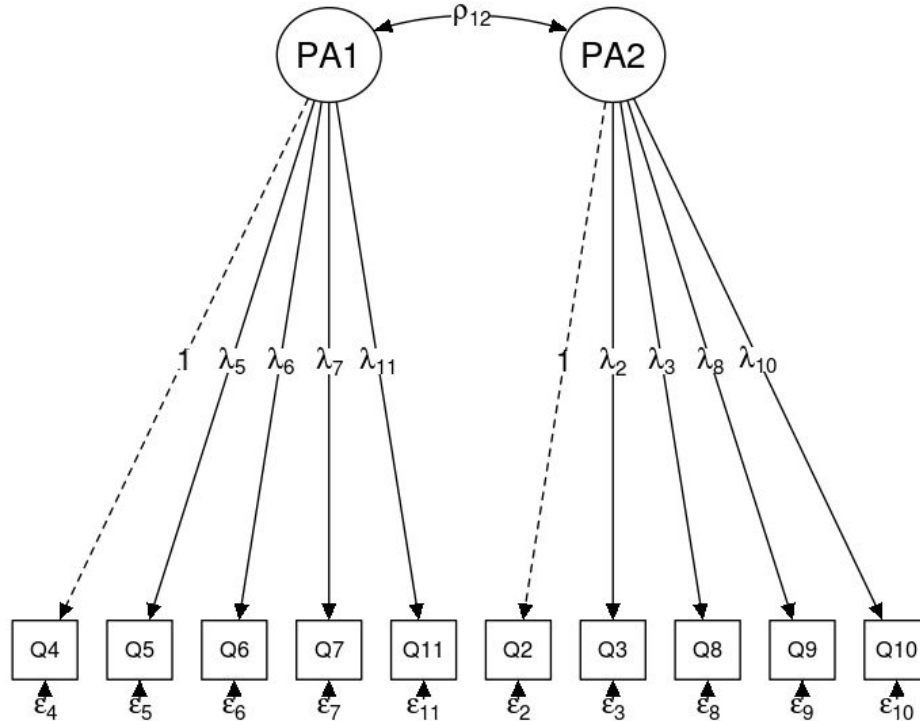 ρ12
PA1 PA2
1 λ5 λ6 λ7 λ11 1 λ2 λ3 λ8 λ10
Q4 Q5 Q6 Q7 Q11 Q2 Q3 Q8 Q9 Q10
ε4 ε5 ε6 ε7 ε11 ε2 ε3 ε8 ε9 ε10